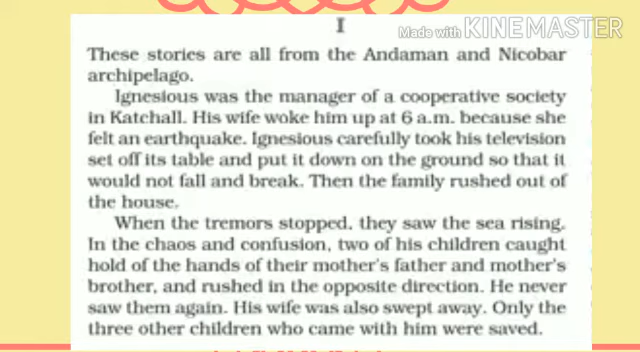 Made with KINEMASTER
I
These stories are all from the Andaman and Nicobar
archipelago.
Ignesious was the manager of a cooperative society
in Katchall. His wife woke him up at 6 a.m. because she
felt an earthquake. Ignesious carefully took his television
set off its table and put it down on the ground so that it
would not fall and break. Then the family rushed out of
the house.
When the tremors stopped, they saw the sea rising.
In the chaos and confusion, two of his children caught
hold of the hands of their mother's father and mother's
brother, and rushed in the opposite direction. He never
saw them again. His wife was also swept away. Only the
three other children who came with him were saved.